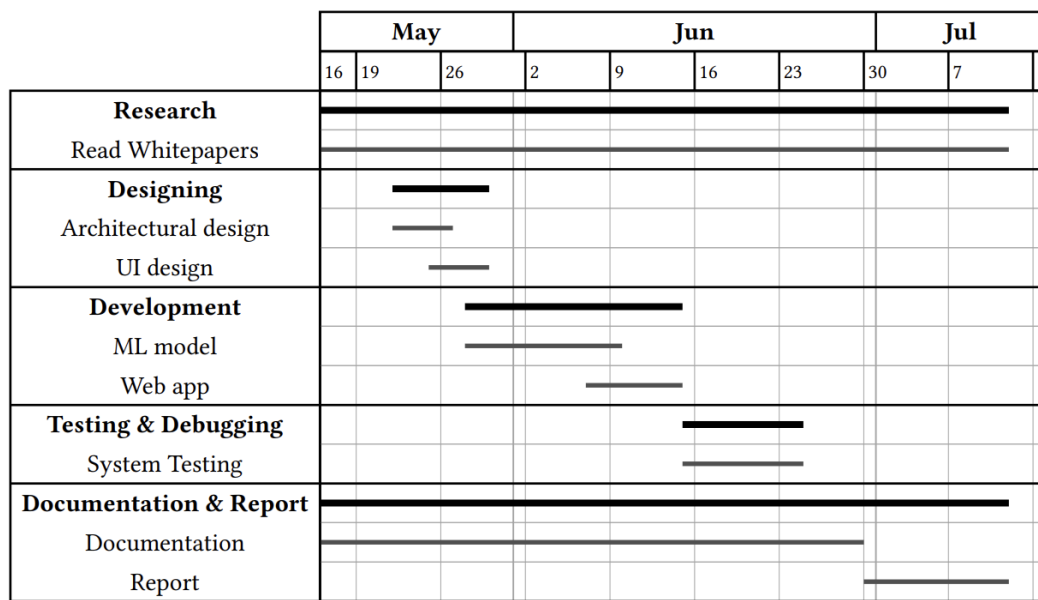 May Jun Jul
16 19 26 2 9 16 23 30 7
Research
Read Whitepapers
Designing
Architectural design
UI design
Development
ML model
Web app
Testing & Debugging
System Testing
Documentation & Report
Documentation
Report